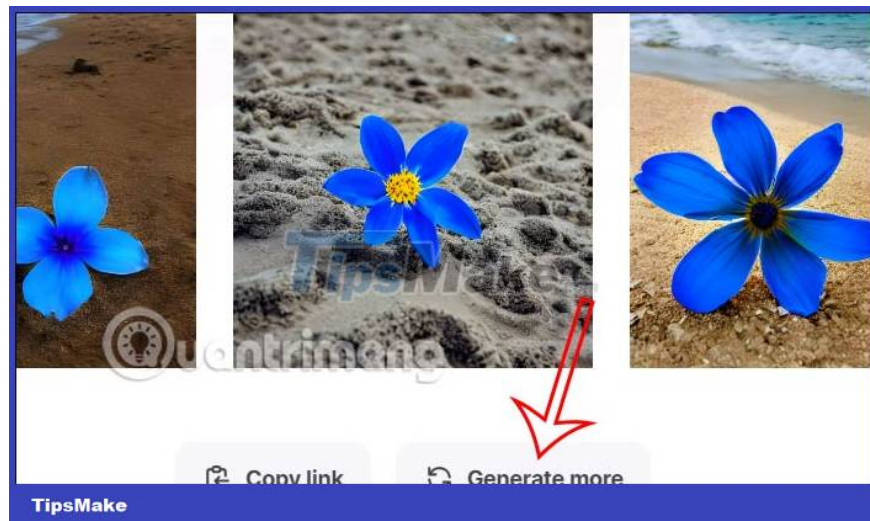 TipsMake
Quantrimang
Copy link
Generate more
TipsMake